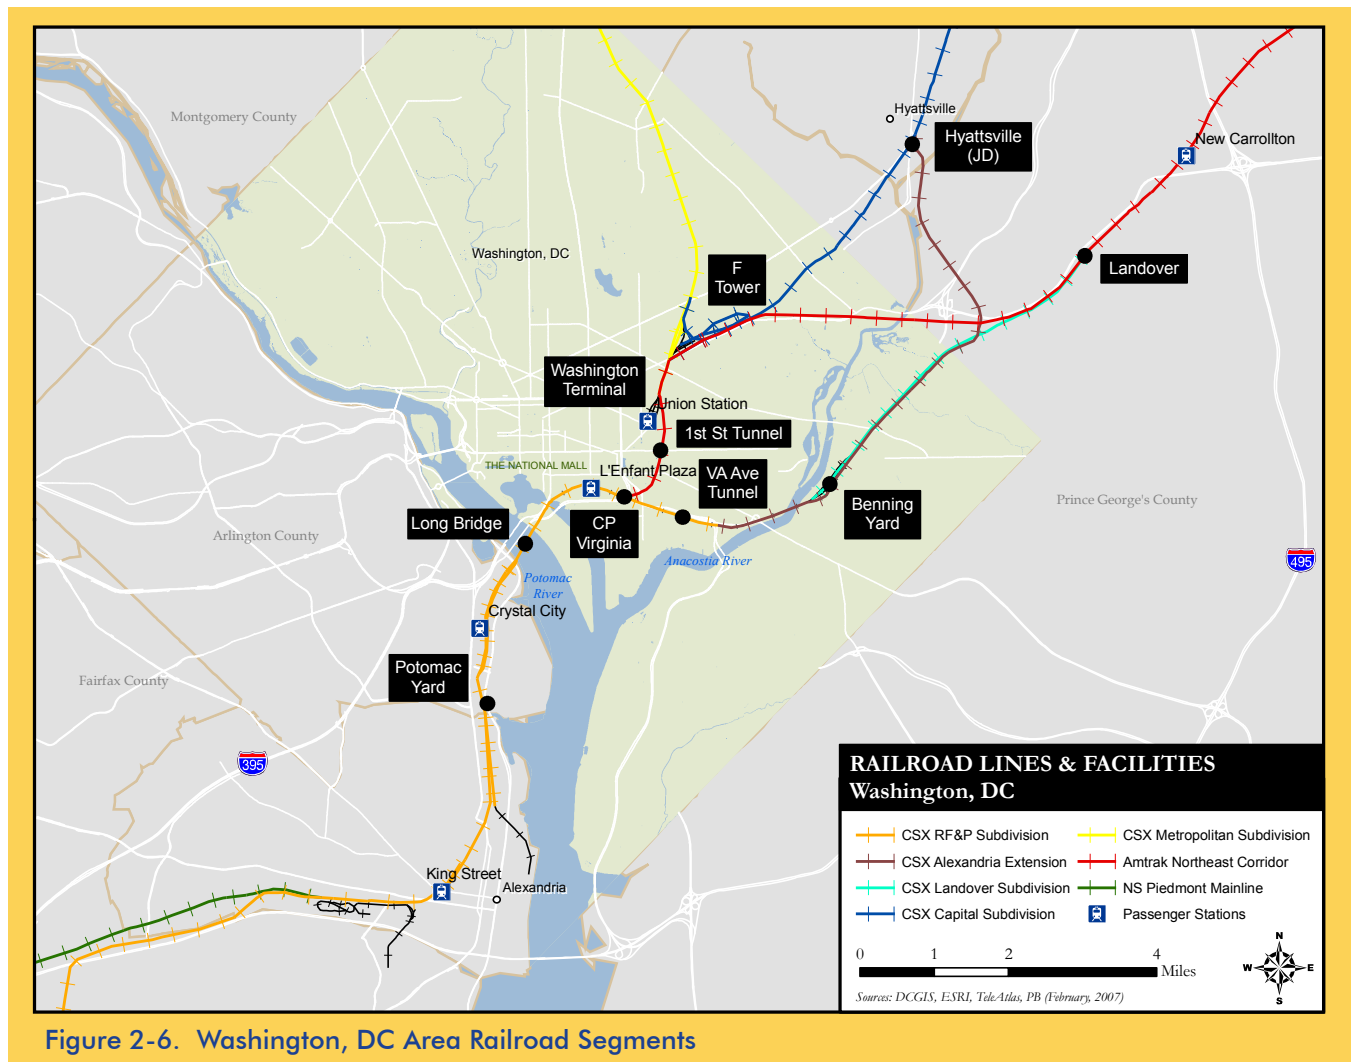 Montgomery County
Hyattsville
Hyattsville
(JD)
New Carrollton
Washington, DC
F
Tower
Landover
Washington
Terminal
Union Station
1st St Tunnel
THE NATIONAL MALL
L'Enfant Plaza
VA Ave
Tunnel
Benning
Yard
Prince George's County
Long Bridge
CP
Virginia
Arlington County
Anacostia River
495
Potomac
River
Crystal City
Potomac
Yard
Fairfax County
395
King Street
Alexandria
RAILROAD LINES & FACILITIES
Washington, DC
CSX RF&P Subdivision
CSX Metropolitan Subdivision
CSX Alexandria Extension
Amtrak Northeast Corridor
CSX Landover Subdivision
NS Piedmont Mainline
CSX Capital Subdivision
Passenger Stations
0 1 2 4
Miles
N
W E
S
Sources: DCGIS, ESRI, TeleAtlas, PB (February, 2007)
Figure 2-6. Washington, DC Area Railroad Segments